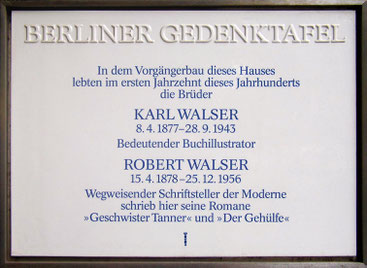 BERLINER GEDENKTAFEL
In dem Vorgängerbau dieses Hauses
lebten im ersten Jahrzehnt dieses Jahrhunderts
die Brüder
KARL WALSER
8. 4. 1877–28. 9. 1943
Bedeutender Buchillustrator
ROBERT WALSER
15. 4. 1878–25. 12. 1956
Wegweisender Schriftsteller der Moderne
schrieb hier seine Romane
»Geschwister Tanner« und »Der Gehülfe«